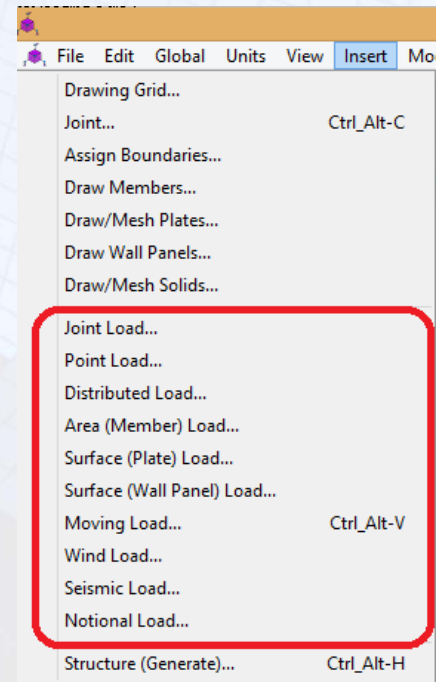 File Edit Global Units View Insert Mo
Drawing Grid...
Joint... Ctrl_Alt-C
Assign Boundaries...
Draw Members...
Draw/Mesh Plates...
Draw Wall Panels...
Draw/Mesh Solids...
Joint Load...
Point Load...
Distributed Load...
Area (Member) Load...
Surface (Plate) Load...
Surface (Wall Panel) Load...
Moving Load... Ctrl_Alt-V
Wind Load...
Seismic Load...
Notional Load...
Structure (Generate)... Ctrl_Alt-H